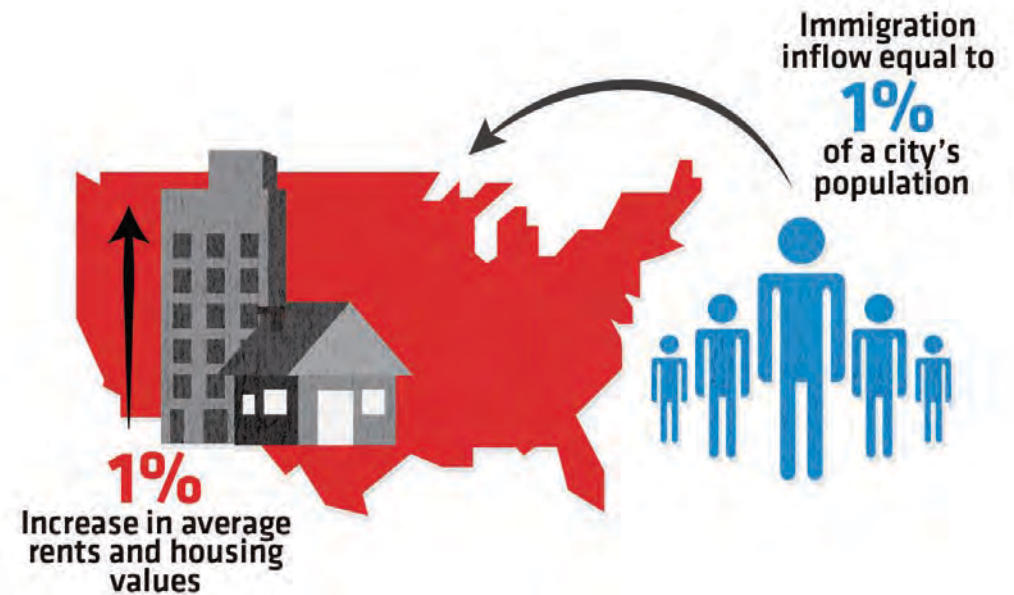 Immigration
inflow equal to
1%
of a city's
population
1%
Increase in average
rents and housing
values